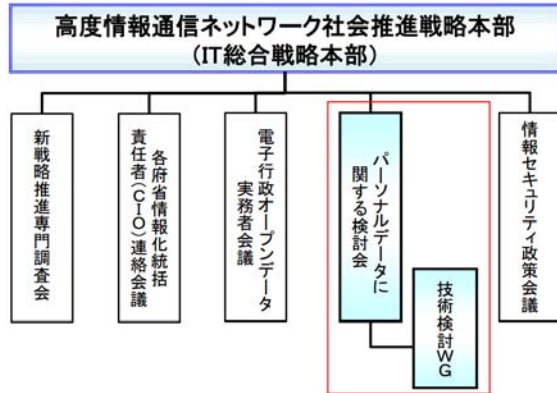 高度情報通信ネットワーク社会推進戦略本部
(IT総合戦略本部)
新戦略推進専門調査会
各府省情報化統括
責任者(CIO)連絡会議
電子行政オープンデータ
実務者会議
パーソナルデータに
関する検討会
技術検討WG
情報セキュリティ政策会議